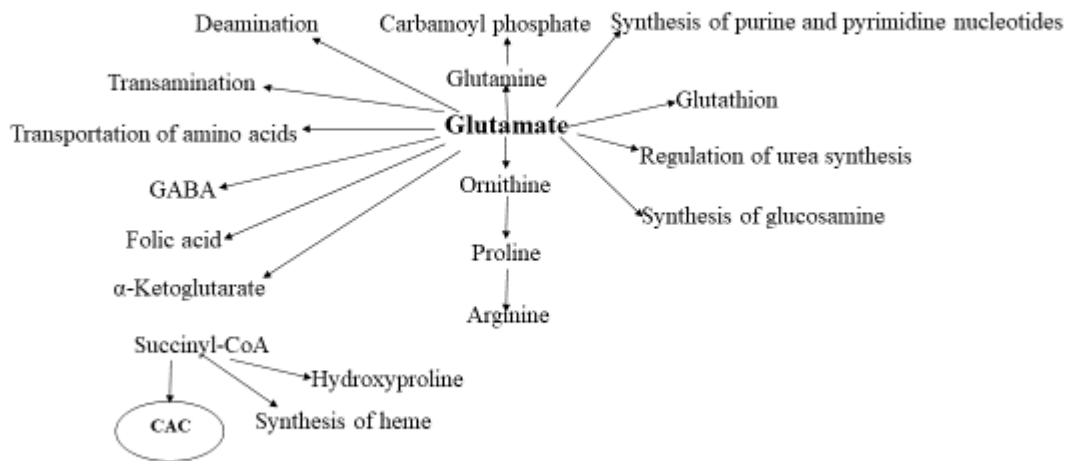 Deamination
Carbamoyl phosphate
Synthesis of purine and pyrimidine nucleotides
Transamination
Glutamine
Glutathion
Transportation of amino acids
Glutamate
Regulation of urea synthesis
GABA
Ornithine
Synthesis of glucosamine
Folic acid
Proline
α-Ketoglutarate
Arginine
Succinyl-CoA
Hydroxyproline
CAC
Synthesis of heme